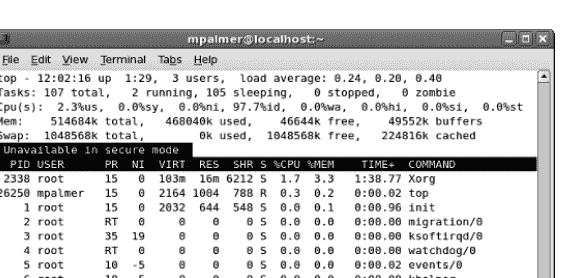 mpalmer@localhost:~
File Edit View Terminal Tabs Help
top - 12:02:16 up 1:29, 3 users, load average: 0.24, 0.20, 0.40
Tasks: 107 total, 2 running, 105 sleeping, 0 stopped, 0 zombie
Cpu(s): 2.3%us, 0.0%sy, 0.0%ni, 97.7%id, 0.0%wa, 0.0%hi, 0.0%si, 0.0%st
Mem: 514684k total, 468040k used, 46644k free, 49552k buffers
Swap: 1048568k total, 0k used, 1048568k free, 224816k cached
Unavailable in secure mode
PID USER PR NI VIRT RES SHR S %CPU %MEM TIME+ COMMAND
2338 root 15 0 103m 16m 6212 S 1.7 3.3 1:38.77 Xorg
26250 mpalmer 15 0 2164 1004 788 R 0.3 0.2 0:00.02 top
1 root 15 0 2032 644 548 S 0.0 0.1 0:00.96 init
2 root RT 0 0 0 0 S 0.0 0.0 0:00.00 migration/0
3 root 35 19 0 0 0 S 0.0 0.0 0:00.00 ksoftirqd/0
4 root RT 0 0 0 0 S 0.0 0.0 0:00.00 watchdog/0
5 root 10 -5 0 0 0 S 0.0 0.0 0:00.02 events/0